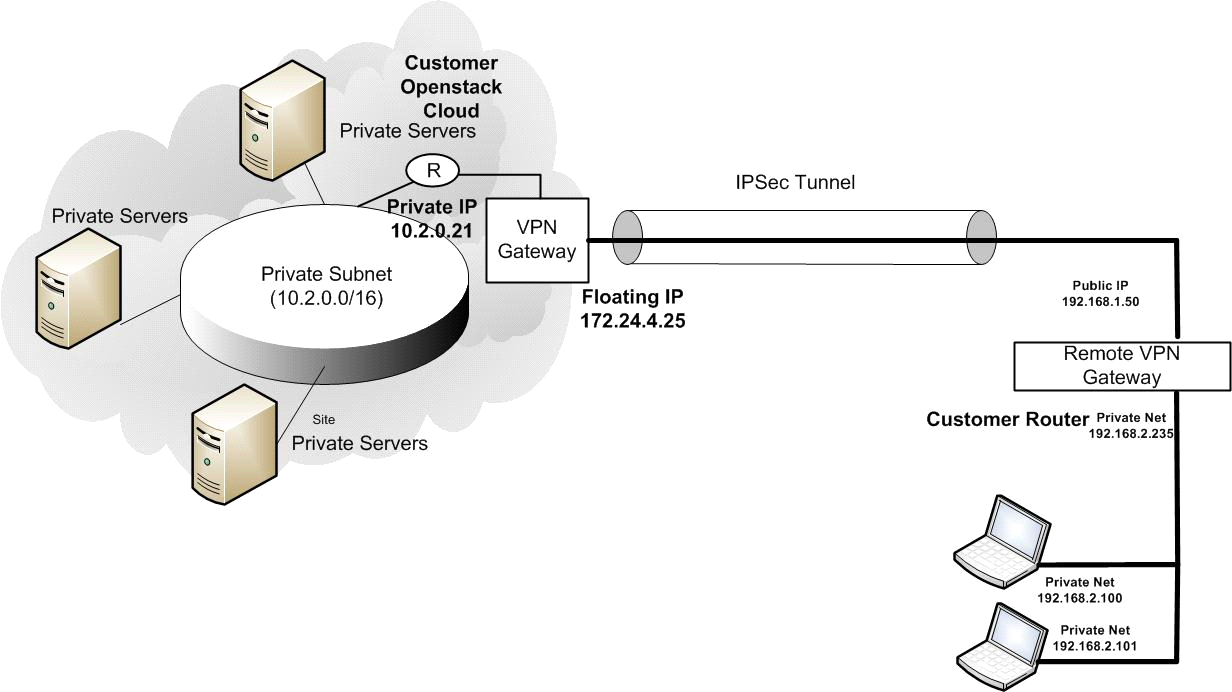 Customer
Openstack
Cloud
Private Servers
R
IPSec Tunnel
Private Servers
Private IP
10.2.0.21
VPN
Gateway
Private Subnet
(10.2.0.0/16)
Floating IP
172.24.4.25
Public IP
192.168.1.50
Remote VPN
Gateway
Customer Router
Private Net
192.168.2.235
Site
Private Servers
Private Net
192.168.2.100
Private Net
192.168.2.101